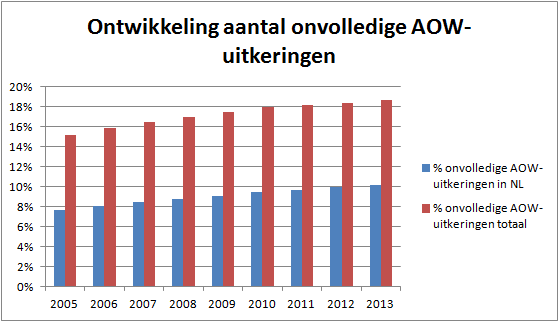 Ontwikkeling aantal onvolledige AOW-
uitkeringen
20%
18%
16%
14%
12%
10%
8%
6%
4%
2%
0%
2005 2006 2007 2008 2009 2010 2011 2012 2013
% onvolledige AOW-
uitkeringen in NL
% onvolledige AOW-
uitkeringen totaal